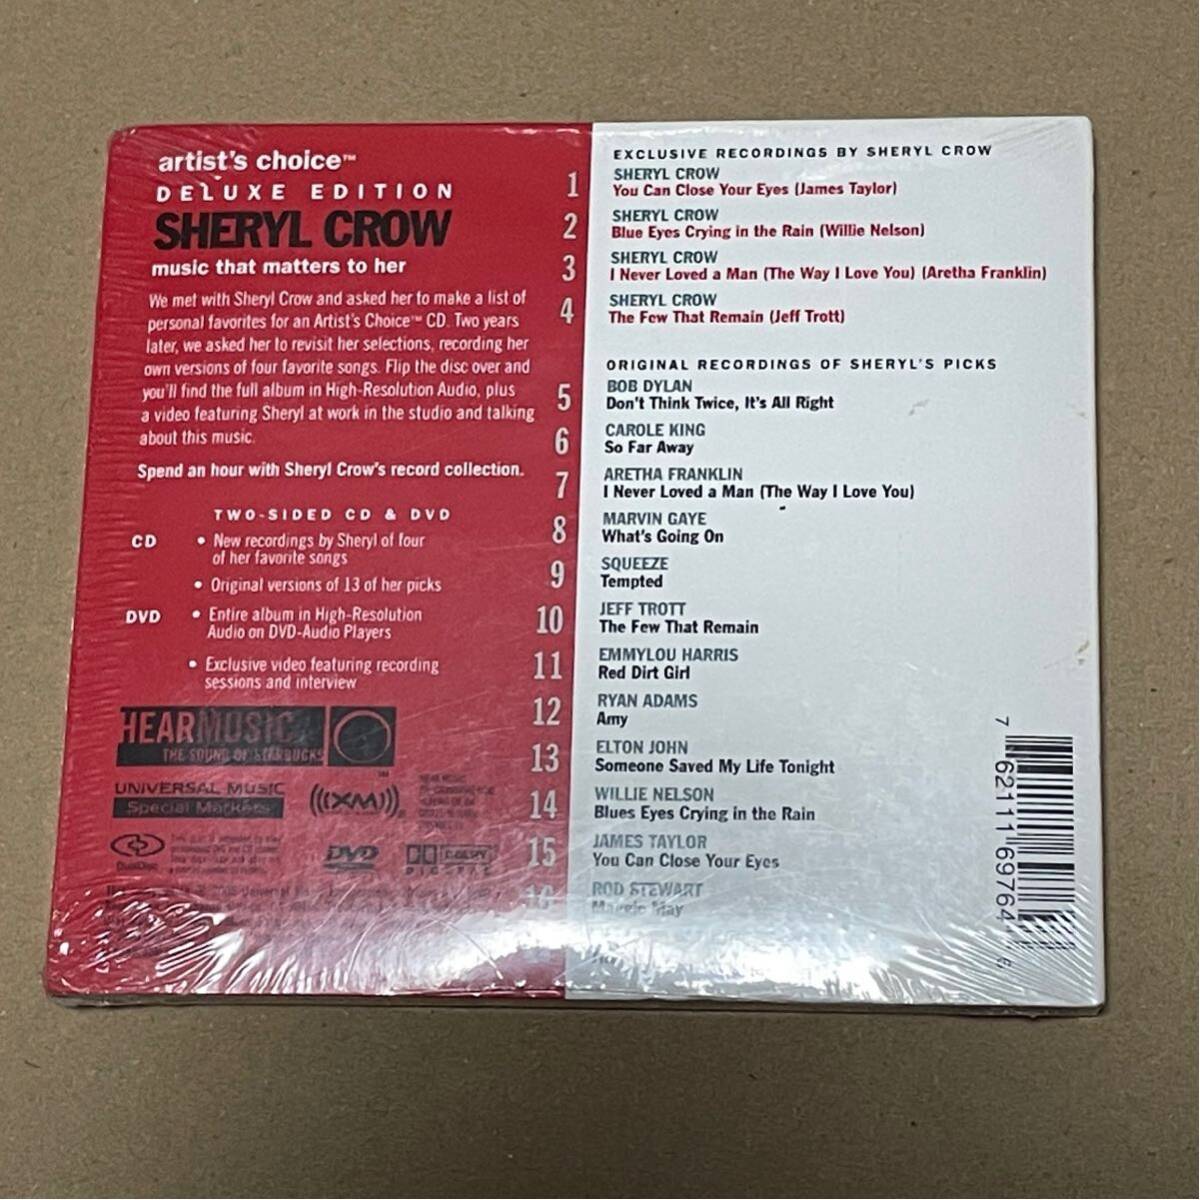 artist's choice™
DELUXE EDITION
SHERYL CROW
music that matters to her
We met with Sheryl Crow and asked her to make a list of
personal favorites for an Artist's Choice™ CD. Two years
later, we asked her to revisit her selections, recording her
own versions of four favorite songs. Flip the disc over and
you'll find the full album in High-Resolution Audio, plus
a video featuring Sheryl at work in the studio and talking
about this music.
Spend an hour with Sheryl Crow's record collection.
TWO-SIDED CD & DVD
CD • New recordings by Sheryl of four
of her favorite songs
• Original versions of 13 of her picks
DVD • Entire album in High-Resolution
Audio on DVD-Audio Players
• Exclusive video featuring recording
sessions and interview
HEARMUSIC
THE SOUND OF STARBUCKS
UNIVERSAL MUSIC
Special Markets
((XM))
DualDisc
DVD
DOLBY
DIGITAL
EXCLUSIVE RECORDINGS BY SHERYL CROW
1 SHERYL CROW
You Can Close Your Eyes (James Taylor)
2 SHERYL CROW
Blue Eyes Crying in the Rain (Willie Nelson)
3 SHERYL CROW
I Never Loved a Man (The Way I Love You) (Aretha Franklin)
4 SHERYL CROW
The Few That Remain (Jeff Trott)
ORIGINAL RECORDINGS OF SHERYL'S PICKS
5 BOB DYLAN
Don't Think Twice, It's All Right
6 CAROLE KING
So Far Away
7 ARETHA FRANKLIN
I Never Loved a Man (The Way I Love You)
8 MARVIN GAYE
What's Going On
9 SQUEEZE
Tempted
10 JEFF TROTT
The Few That Remain
11 EMMYLOU HARRIS
Red Dirt Girl
12 RYAN ADAMS
Amy
13 ELTON JOHN
Someone Saved My Life Tonight
14 WILLIE NELSON
Blues Eyes Crying in the Rain
15 JAMES TAYLOR
You Can Close Your Eyes
16 ROD STEWART
Maggie May
7 62111 69764